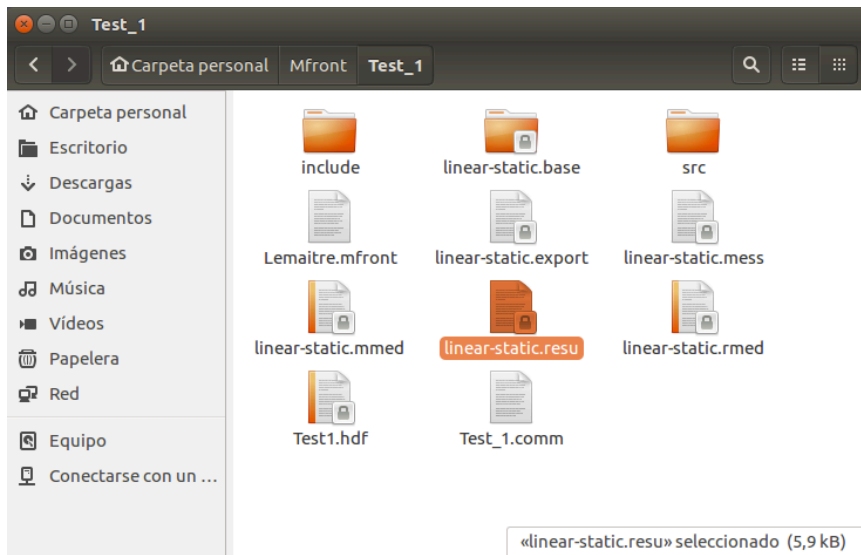 Test_1
Carpeta personal Mfront Test_1
Carpeta personal
Escritorio
Descargas
Documentos
Imágenes
Música
Vídeos
Papelera
Red
Equipo
Conectarse con un ...
include linear-static.base src
Lemaitre.mfront linear-static.export linear-static.mess
linear-static.mmed linear-static.resu linear-static.rmed
Test1.hdf Test_1.comm
«linear-static.resu» seleccionado (5,9 kB)